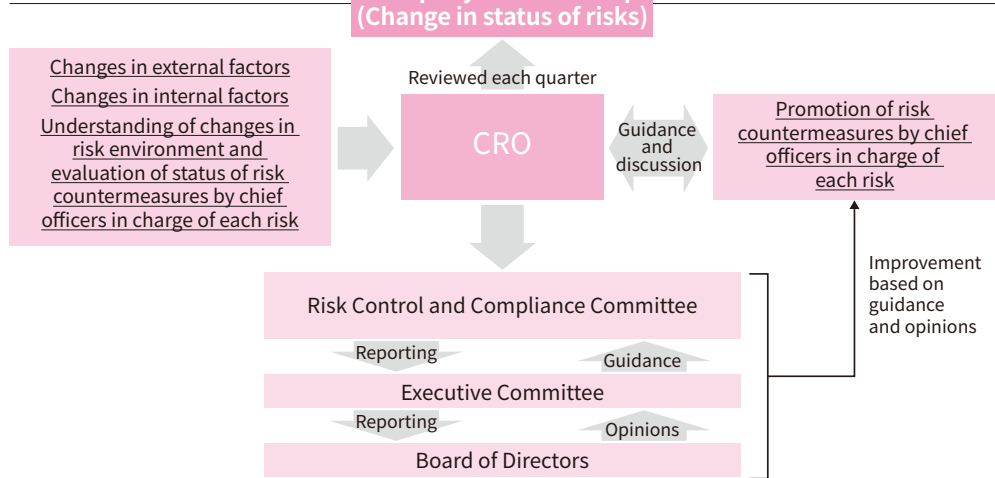 (Change in status of risks)
Changes in external factors
Changes in internal factors
Understanding of changes in
risk environment and
evaluation of status of risk
countermeasures by chief
officers in charge of each risk
Reviewed each quarter
CRO
Guidance
and
discussion
Promotion of risk
countermeasures by chief
officers in charge of
each risk
Improvement
based on
guidance
and opinions
Risk Control and Compliance Committee
Reporting
Guidance
Executive Committee
Reporting
Opinions
Board of Directors